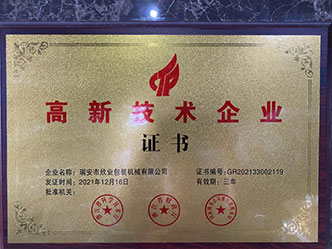 高新技术企业
证书
企业名称：瑞安市欣业包装机械有限公司 证书编号：GR202133002119
发证时间：2021年12月16日 有效期：三年
批准机关：